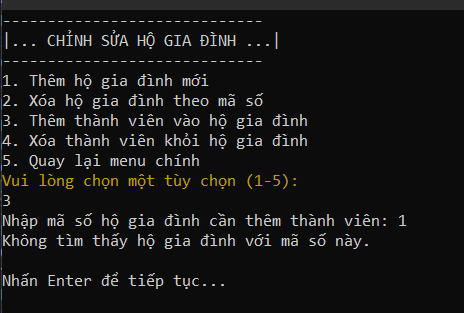 ----------------------------
|... CHỈNH SỬA HỘ GIA ĐÌNH ...|
----------------------------
1. Thêm hộ gia đình mới
2. Xóa hộ gia đình theo mã số
3. Thêm thành viên vào hộ gia đình
4. Xóa thành viên khỏi hộ gia đình
5. Quay lại menu chính
Vui lòng chọn một tùy chọn (1-5):
3
Nhập mã số hộ gia đình cần thêm thành viên: 1
Không tìm thấy hộ gia đình với mã số này.
Nhấn Enter để tiếp tục...